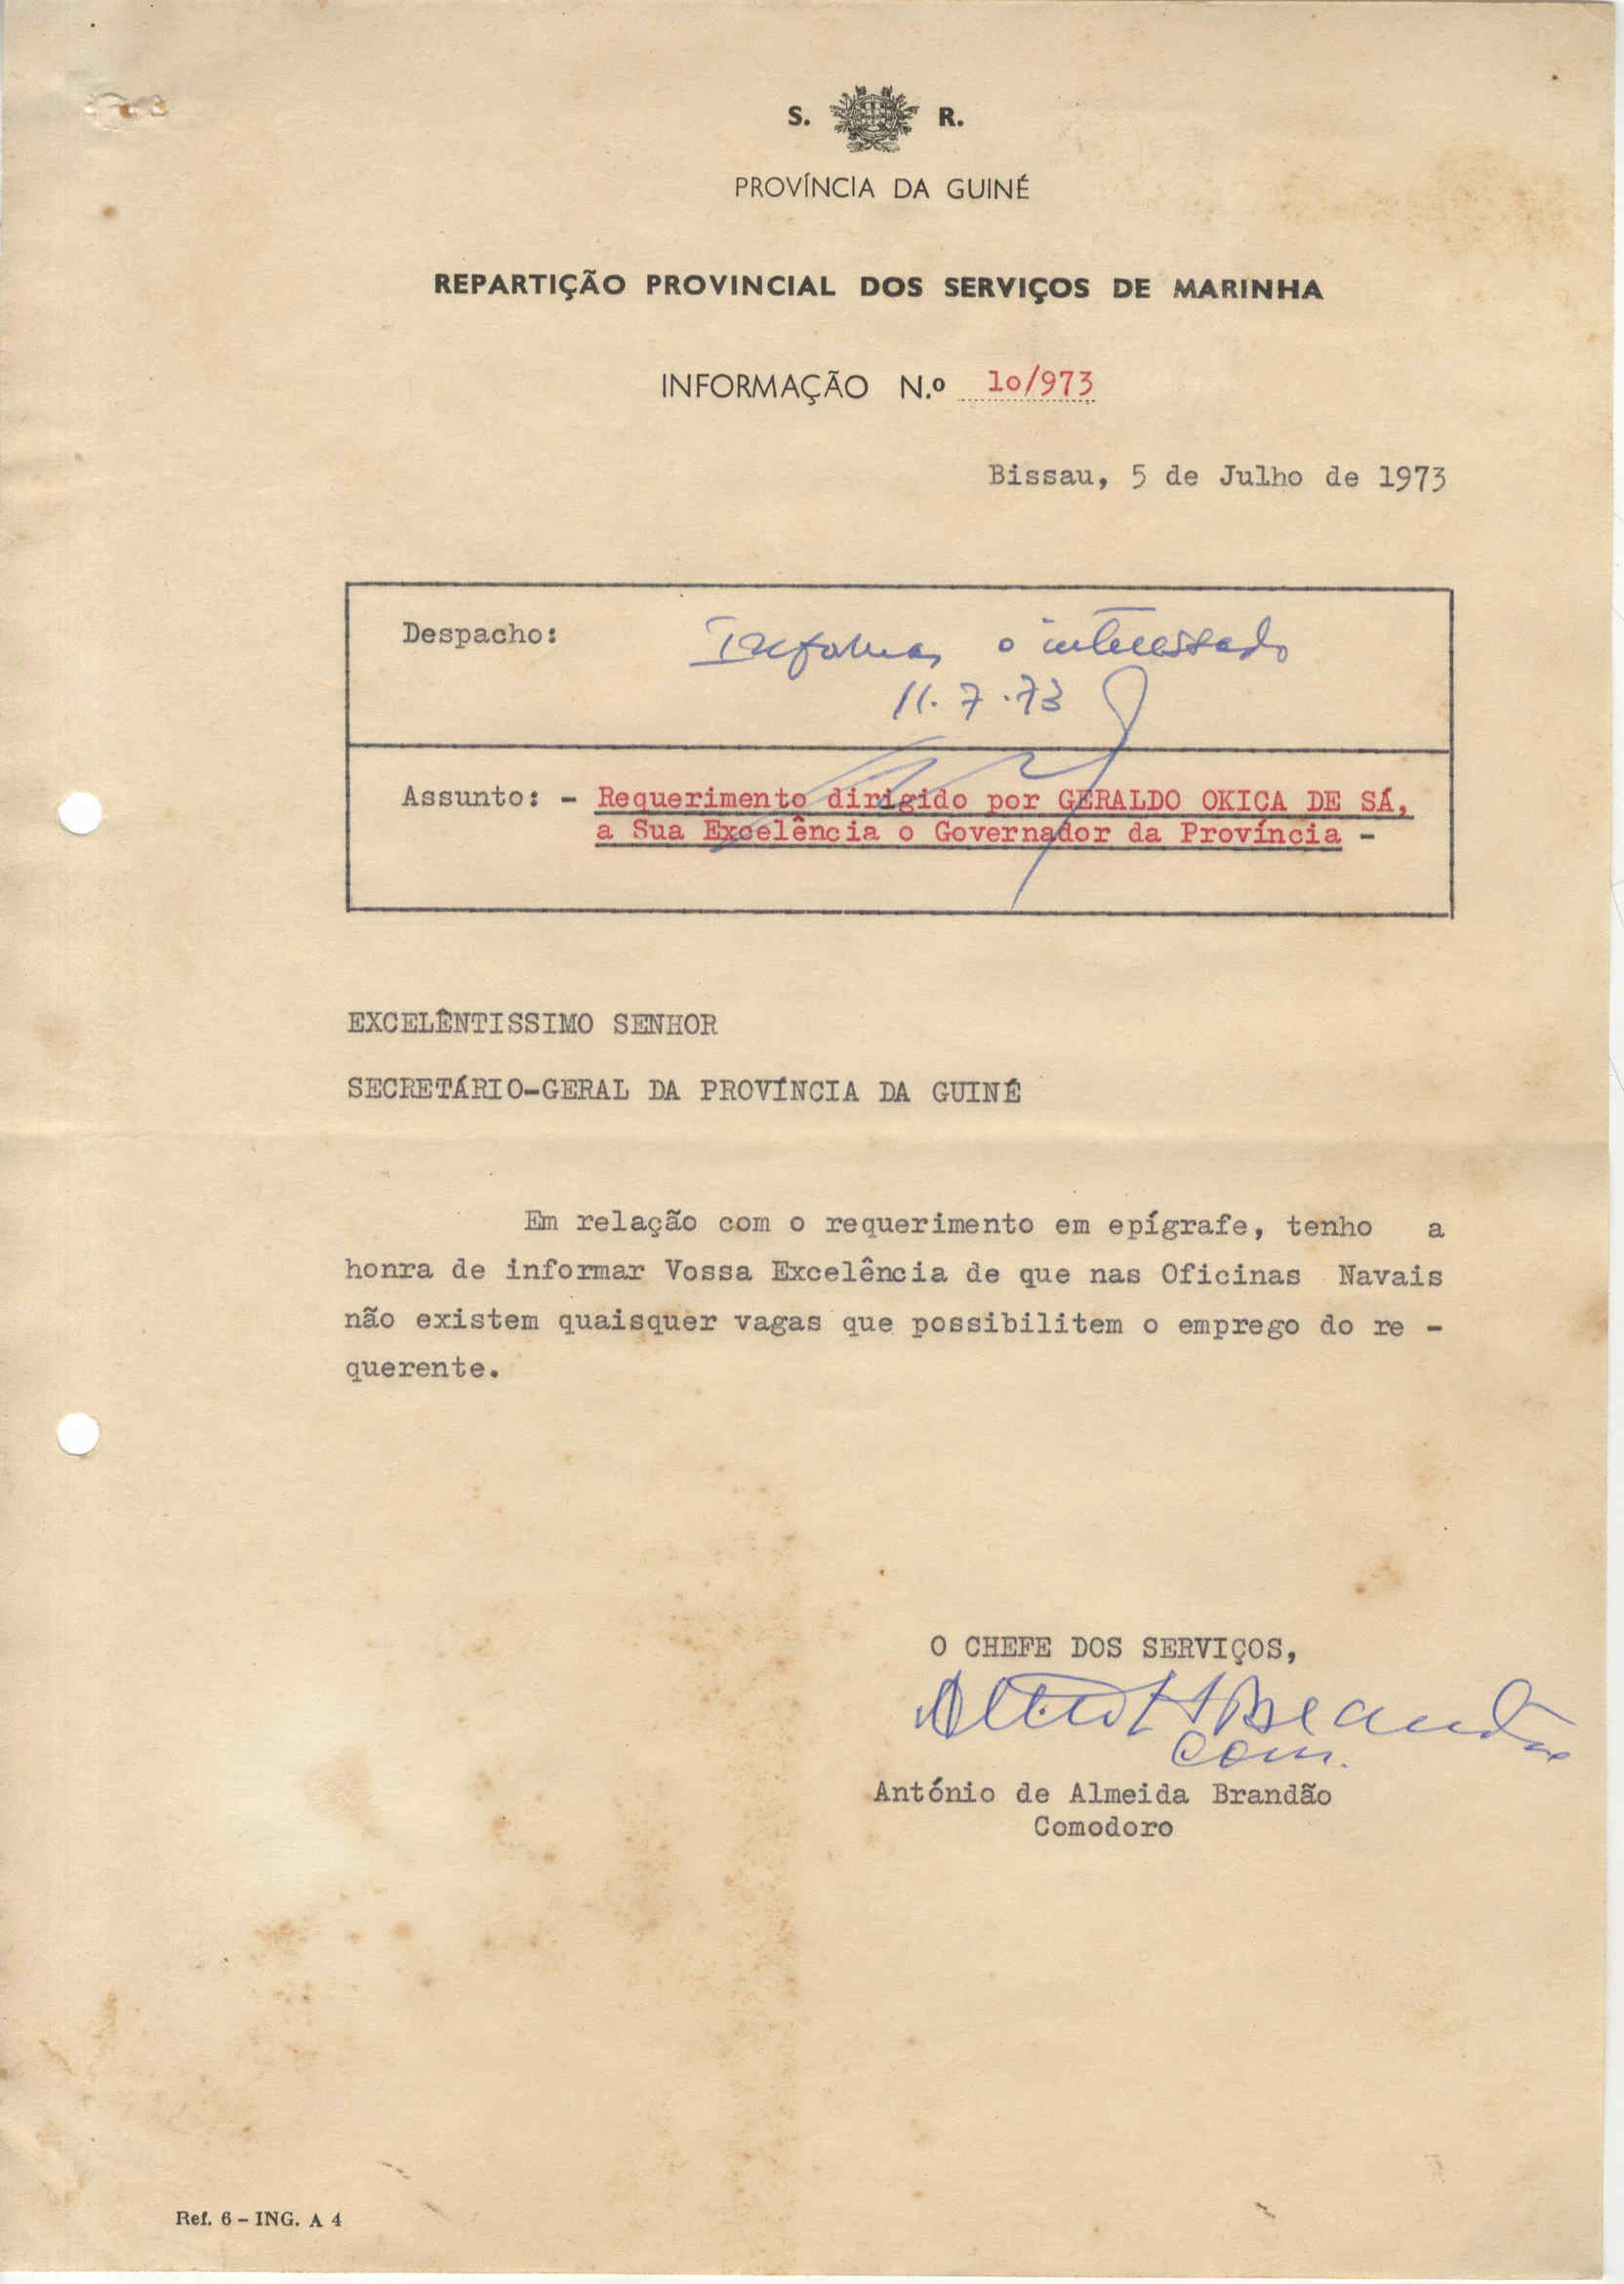 S. R.
PROVÍNCIA DA GUINÉ
REPARTIÇÃO PROVINCIAL DOS SERVIÇOS DE MARINHA
INFORMAÇÃO N.º 1o/973
Bissau, 5 de Julho de 1973
Despacho:
Informar o interessado
11.7.73
Assunto: - Requerimento dirigido por GERALDO OKICA DE SÁ,
a Sua Excelência o Governador da Província -
EXCELÊNTISSIMO SENHOR
SECRETÁRIO-GERAL DA PROVÍNCIA DA GUINÉ
Em relação com o requerimento em epígrafe, tenho a
honra de informar Vossa Excelência de que nas Oficinas Navais
não existem quaisquer vagas que possibilitem o emprego do re -
querente.
O CHEFE DOS SERVIÇOS,
Brandão
Com.
António de Almeida Brandão
Comodoro
Ref. 6 - ING. A 4